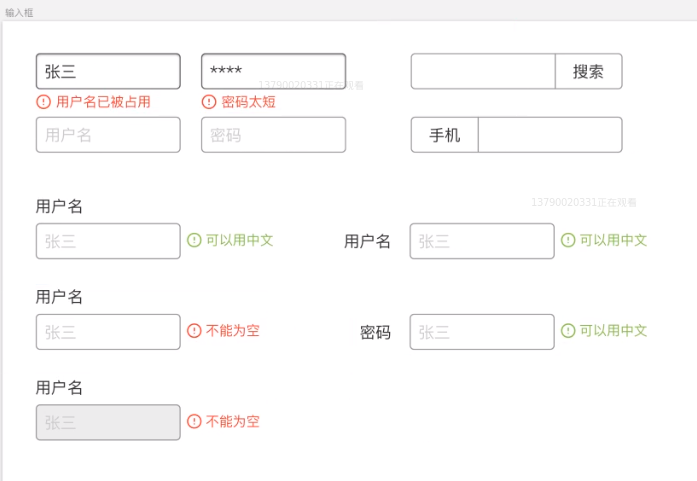 输入框
张三
****
搜索
13790020331正在观看
用户名已被占用
密码太短
用户名
密码
手机
13790020331正在观看
用户名
张三
可以用中文
用户名
张三
可以用中文
用户名
张三
不能为空
密码
张三
可以用中文
用户名
张三
不能为空